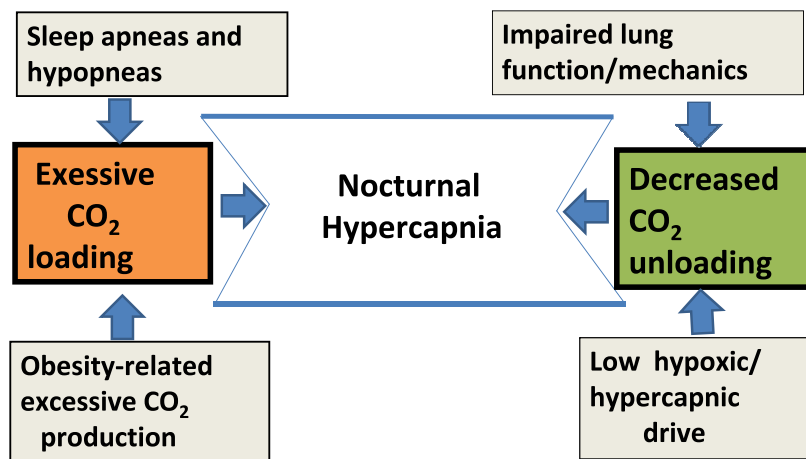 Sleep apneas and
hypopneas
Impaired lung
function/mechanics
Exessive
CO₂
loading
Nocturnal
Hypercapnia
Decreased
CO₂
unloading
Obesity-related
excessive CO₂
production
Low hypoxic/
hypercapnic
drive